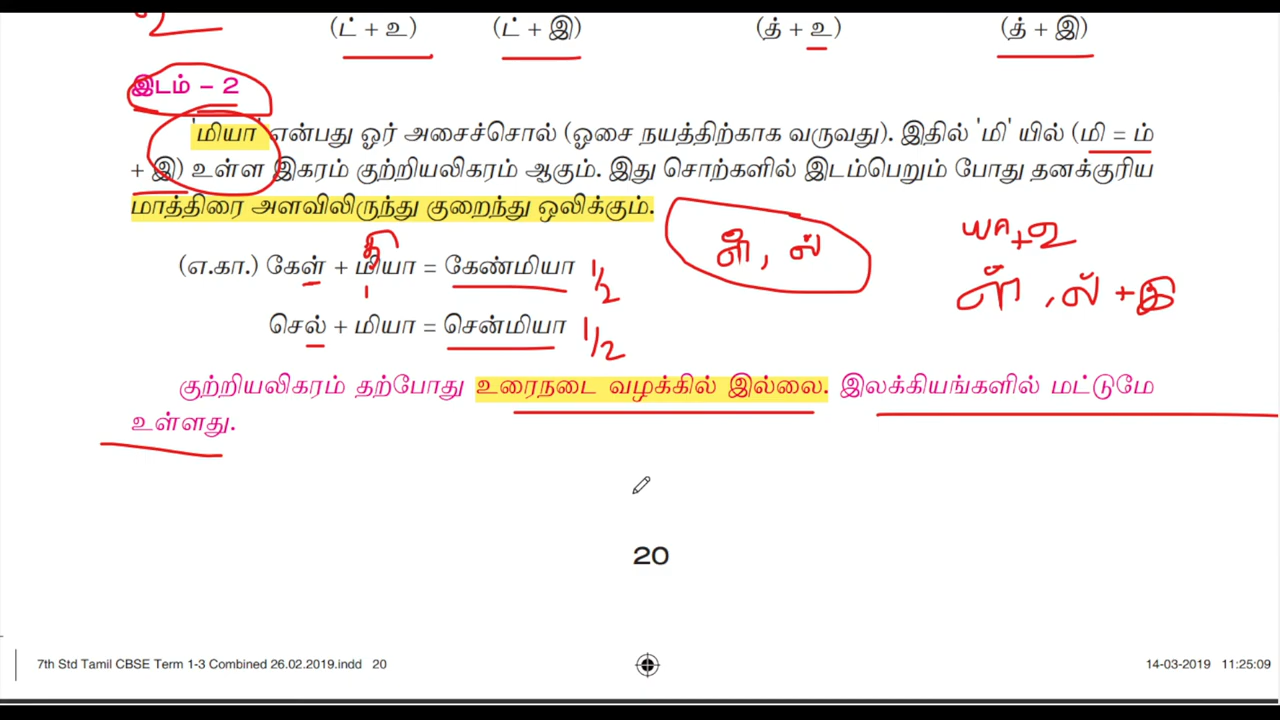 (ட் + உ) (ட் + இ) (த் + உ) (த் + இ)
இடம் – 2
'மியா' என்பது ஓர் அசைச்சொல் (ஓசை நயத்திற்காக வருவது). இதில் 'மி' யில் (மி = ம்
+ இ) உள்ள இகரம் குற்றியலிகரம் ஆகும். இது சொற்களில் இடம்பெறும் போது தனக்குரிய
மாத்திரை அளவிலிருந்து குறைந்து ஒலிக்கும்.
ள், ல்
(எ.கா.) கேள் + மியா = கேண்மியா 1/2
ள், ல் + இ
செல் + மியா = சென்மியா 1/2
குற்றியலிகரம் தற்போது உரைநடை வழக்கில் இல்லை. இலக்கியங்களில் மட்டுமே
உள்ளது.
20
7th Std Tamil CBSE Term 1-3 Combined 26.02.2019.indd 20 14-03-2019 11:25:09